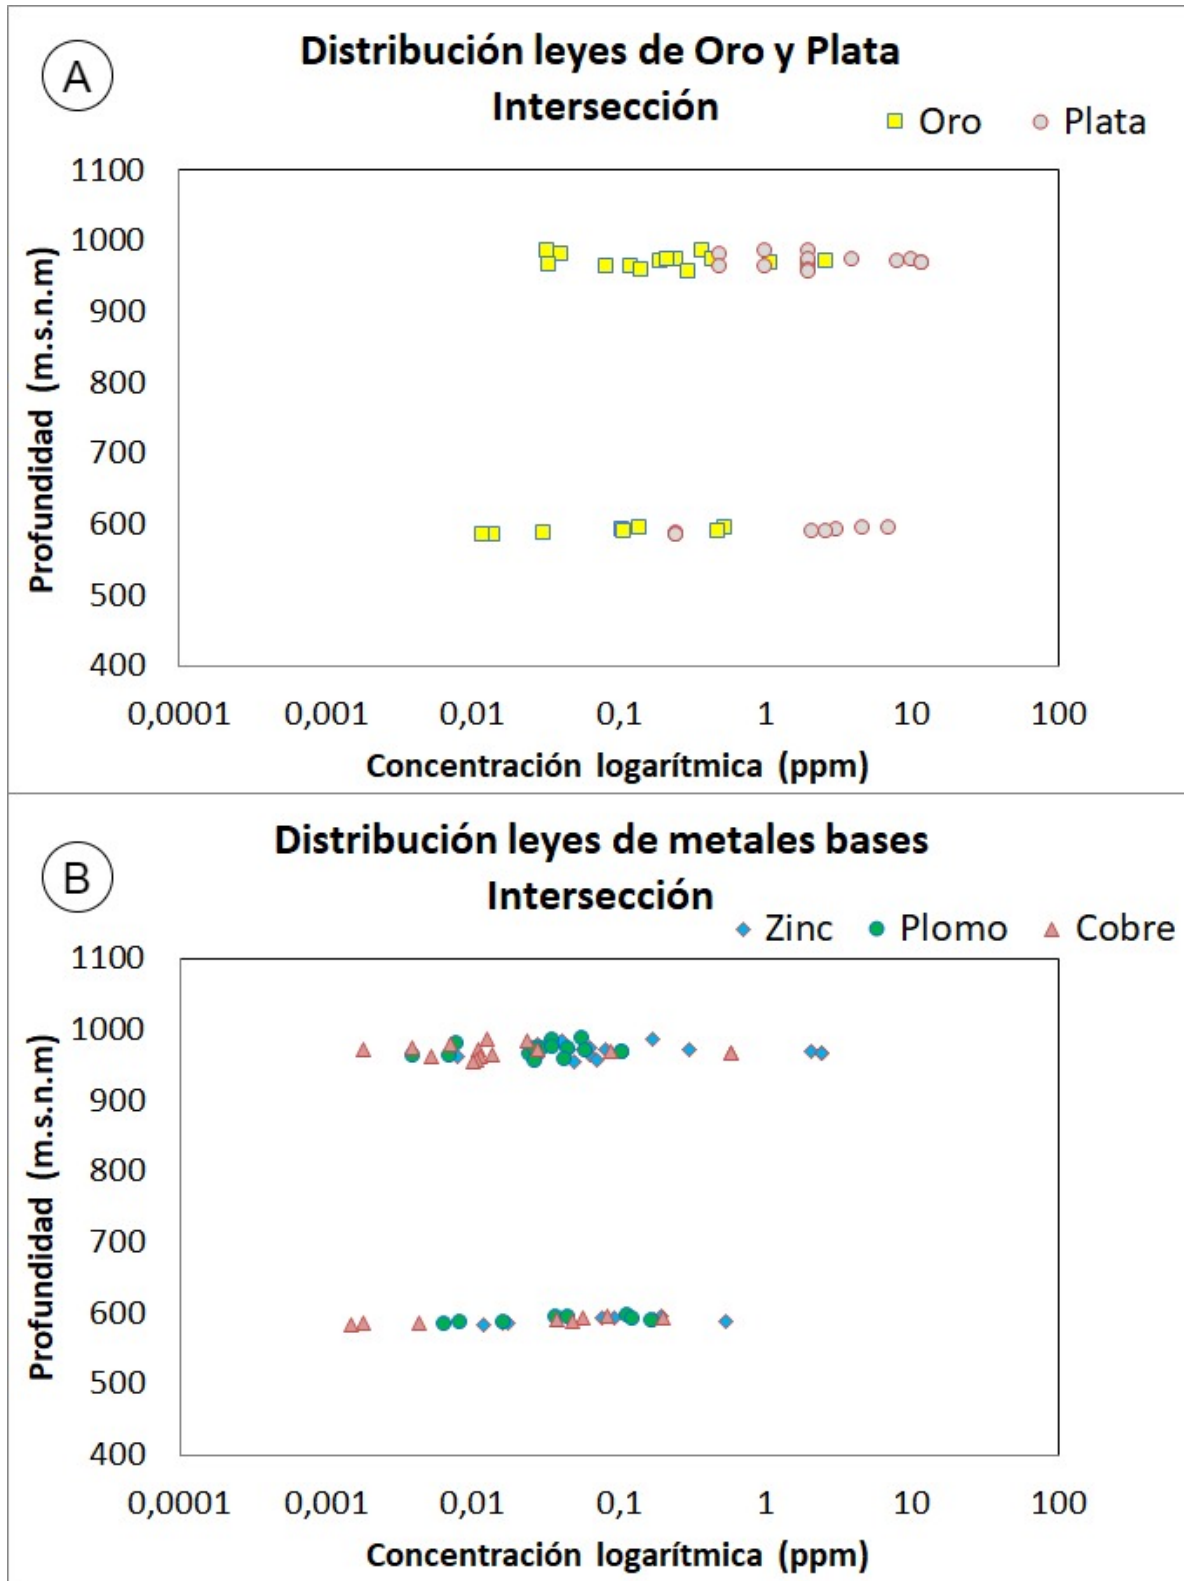 A
Distribución leyes de Oro y Plata
Intersección
Oro Plata
1100
1000
900
800
700
600
500
400
Profundidad (m.s.n.m)
0,0001 0,001 0,01 0,1 1 10 100
Concentración logarítmica (ppm)
B
Distribución leyes de metales bases
Intersección
Zinc Plomo Cobre
1100
1000
900
800
700
600
500
400
Profundidad (m.s.n.m)
0,0001 0,001 0,01 0,1 1 10 100
Concentración logarítmica (ppm)